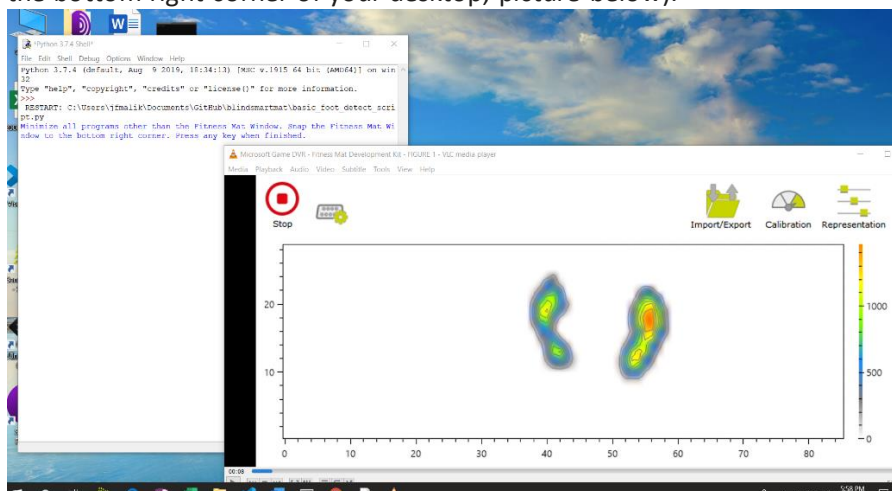 the bottom right corner of your desktop, picture below).
*Python 3.7.4 Shell*
File Edit Shell Debug Options Window Help
Python 3.7.4 (default, Aug 9 2019, 18:34:13) [MSC v.1915 64 bit (AMD64)] on win
32
Type "help", "copyright", "credits" or "license()" for more information.
>>>
RESTART: C:\Users\jfmalik\Documents\GitHub\blindsmartmat\basic_foot_detect_scri
pt.py
Minimize all programs other than the Fitness Mat Window. Snap the Fitness Mat Wi
ndow to the bottom right corner. Press any key when finished.
Microsoft Game DVR - Fitness Mat Development Kit - FIGURE 1 - VLC media player
Media Playback Audio Video Subtitle Tools View Help
Stop
Import/Export Calibration Representation
20
10
0 10 20 30 40 50 60 70 80
1000
500
0
00:08
5:58 PM